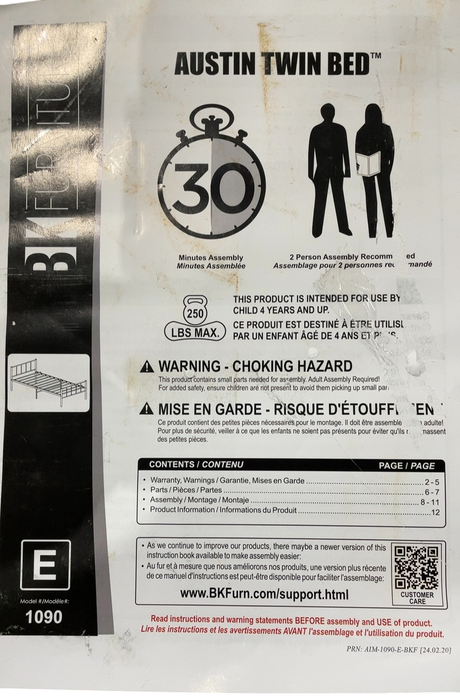 BK FURNITU
AUSTIN TWIN BED™
30
Minutes Assembly
Minutes Assemblée
2 Person Assembly Recomm ed
Assemblage pour 2 personnes rec mandé
250
LBS MAX.
THIS PRODUCT IS INTENDED FOR USE BY
CHILD 4 YEARS AND UP.
CE PRODUIT EST DESTINÉ À ÊTRE UTILIS
PAR UN ENFANT ÂGÉ DE 4 ANS ET PLUS.
WARNING - CHOKING HAZARD
This product contains small parts needed for assembly. Adult Assembly Required!
For added safety, ensure children are not present to avoid them picking up small par
MISE EN GARDE - RISQUE D'ÉTOUFF EN
Ce produit contient des petites pièces nécessaires pour le montage. Il doit être assemblé adulte!
Pour plus de sécurité, veiller à ce que les enfants ne soient pas présents pour éviter qu'ils massent
des petites pièces.
CONTENTS / CONTENU PAGE / PAGE
• Warranty, Warnings / Garantie, Mises en Garde 2 - 5
• Parts / Pièces / Partes 6 - 7
• Assembly / Montage / Montaje 8 - 11
• Product Information / Informations du Produit 12
• As we continue to improve our products, there maybe a newer version of this
instruction book available to make assembly easier:
• Au fur et à mesure que nous améliorons nos produits, une version plus récente
de ce manuel d'instructions est peut-être disponible pour faciliter l'assemblage:
www.BKFurn.com/support.html
CUSTOMER
CARE
E
Model #/Modèle#:
1090
Read instructions and warning statements BEFORE assembly and USE of product.
Lire les instructions et les avertissements AVANT l'assemblage et l'utilisation du produit.
PRN: AIM-1090-E-BKF [24.02.20]